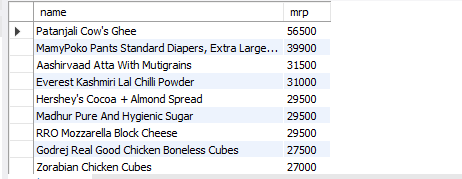 name mrp
Patanjali Cow's Ghee 56500
MamyPoko Pants Standard Diapers, Extra Large... 39900
Aashirvaad Atta With Mutigrains 31500
Everest Kashmiri Lal Chilli Powder 31000
Hershey's Cocoa + Almond Spread 29500
Madhur Pure And Hygienic Sugar 29500
RRO Mozzarella Block Cheese 29500
Godrej Real Good Chicken Boneless Cubes 27500
Zorabian Chicken Cubes 27000